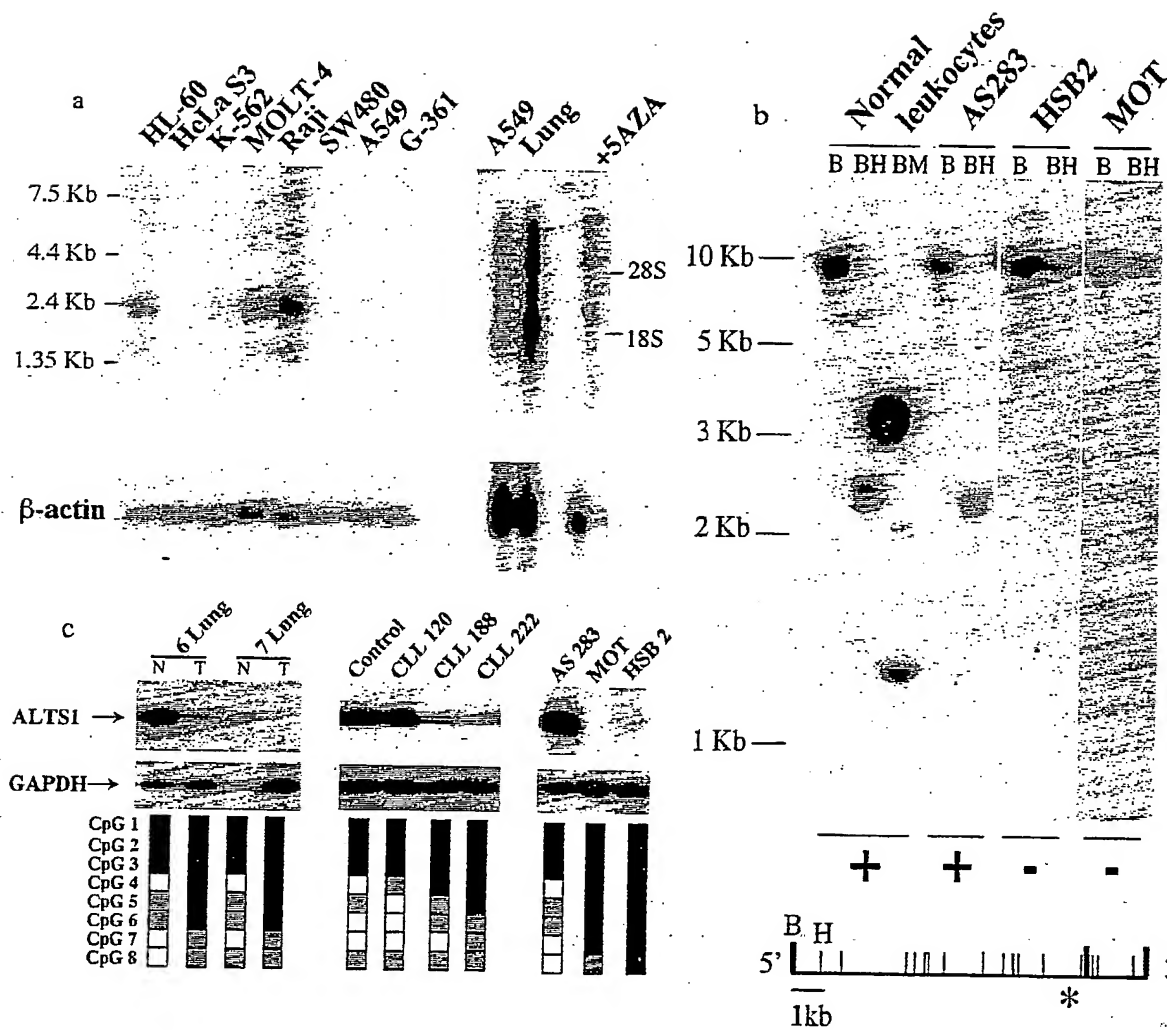 a
HL-60
HeLa S3
K-562
MOLT-4
Raji
SW480
A549
G-361
A549
Lung
+5AZA
7.5 Kb
4.4 Kb
2.4 Kb
1.35 Kb
28S
18S
β-actin
b
Normal
leukocytes
AS283
HSB2
MOT
B BH BM B BH B BH B BH
10 Kb
5 Kb
3 Kb
2 Kb
1 Kb
+ + - -
B
H
5'
1kb
*
c
6 Lung 7 Lung
N T N T
Control
CLL 120
CLL 188
CLL 222
AS 283
MOT
HSB 2
ALTS1 →
GAPDH →
CpG 1
CpG 2
CpG 3
CpG 4
CpG 5
CpG 6
CpG 7
CpG 8